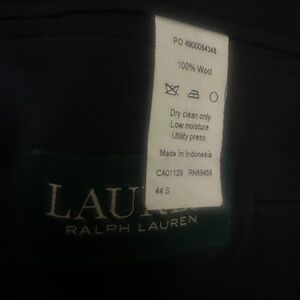 PO 4900064348
100% Wool
Dry clean only
Low moisture
Utility press
Made in Indonesia
CA01129 RN69456
44 S
LAU
RALPH LAUREN